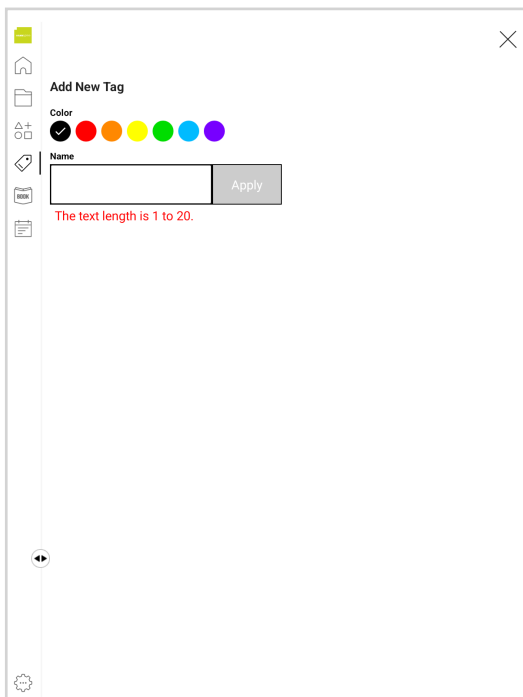 Add New Tag
Color
Name
Apply
The text length is 1 to 20.
BOOK